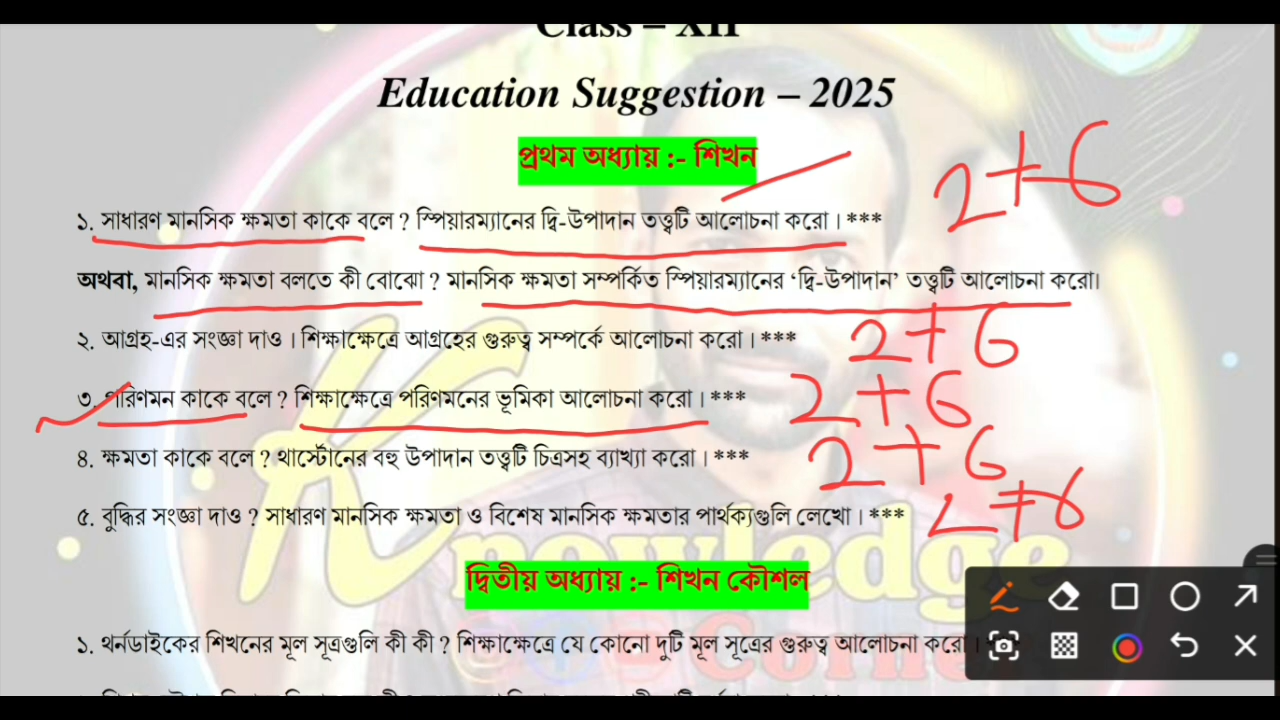 Class – XII
Education Suggestion – 2025
প্রথম অধ্যায় :- শিখন
2+6
১. সাধারণ মানসিক ক্ষমতা কাকে বলে ? স্পিয়ারম্যানের দ্বি-উপাদান তত্ত্বটি আলোচনা করো। ***
অথবা, মানসিক ক্ষমতা বলতে কী বোঝো ? মানসিক ক্ষমতা সম্পর্কিত স্পিয়ারম্যানের ‘দ্বি-উপাদান’ তত্ত্বটি আলোচনা করো।
২. আগ্রহ-এর সংজ্ঞা দাও । শিক্ষাক্ষেত্রে আগ্রহের গুরুত্ব সম্পর্কে আলোচনা করো। *** 2+6
৩. পরিণমন কাকে বলে ? শিক্ষাক্ষেত্রে পরিণমনের ভূমিকা আলোচনা করো। *** 2+6
4. ক্ষমতা কাকে বলে ? থার্স্টোনের বহু উপাদান তত্ত্বটি চিত্রসহ ব্যাখ্যা করো। *** 2+6
৫. বুদ্ধির সংজ্ঞা দাও ? সাধারণ মানসিক ক্ষমতা ও বিশেষ মানসিক ক্ষমতার পার্থক্যগুলি লেখো। *** 2+6
Knowledge
দ্বিতীয় অধ্যায় :- শিখন কৌশল
১. থর্নডাইকের শিখনের মূল সূত্রগুলি কী কী ? শিক্ষাক্ষেত্রে যে কোনো দুটি মূল সূত্রের গুরুত্ব আলোচনা করো।
Corner